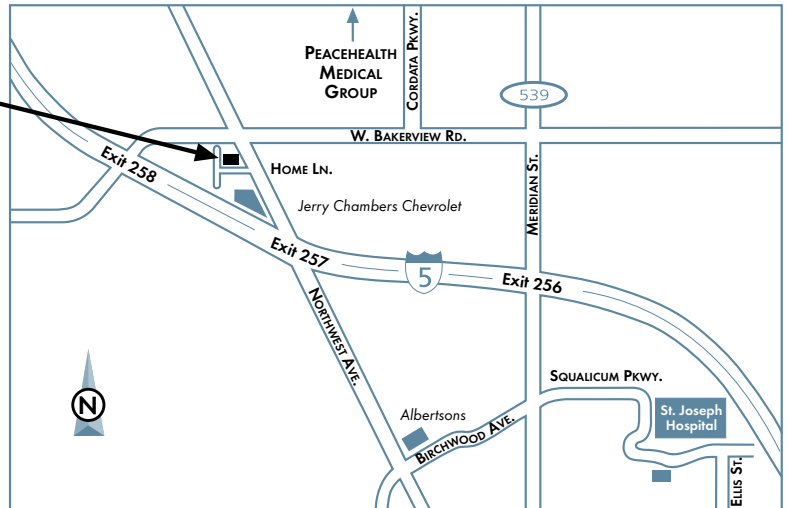 PEACEHEALTH
MEDICAL
GROUP
CORDATA PKWY.
539
W. BAKERVIEW RD.
Exit 258
HOME LN.
MERIDIAN ST.
Jerry Chambers Chevrolet
Exit 257
5
Exit 256
NORTHWEST AVE.
SQUALICUM PKWY.
N
Albertsons
St. Joseph
Hospital
BIRCHWOOD AVE.
ELLIS ST.